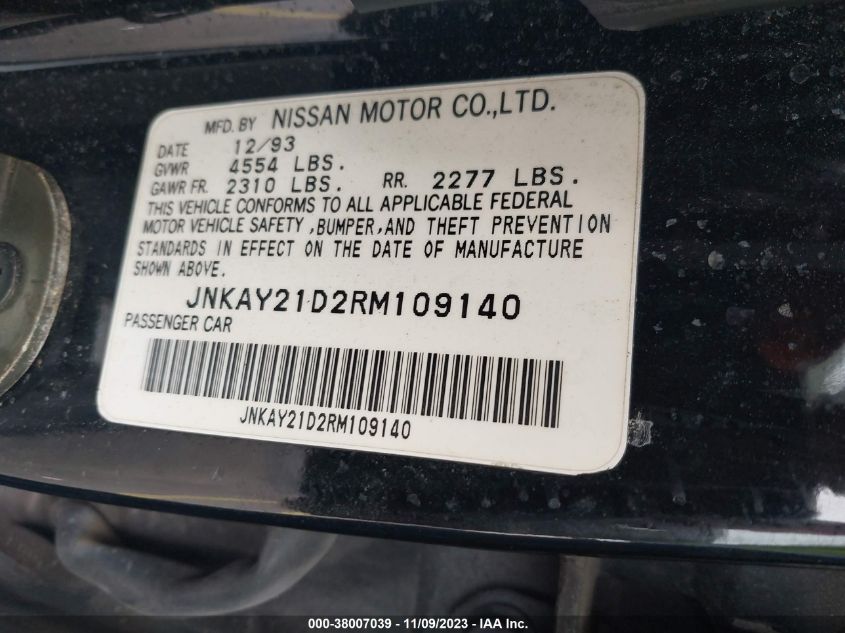 MFD. BY NISSAN MOTOR CO.,LTD.
DATE 12/93
GVWR 4554 LBS.
GAWR FR. 2310 LBS. RR. 2277 LBS.
THIS VEHICLE CONFORMS TO ALL APPLICABLE FEDERAL
MOTOR VEHICLE SAFETY ,BUMPER,AND THEFT PREVENTION
STANDARDS IN EFFECT ON THE DATE OF MANUFACTURE
SHOWN ABOVE.
JNKAY21D2RM109140
PASSENGER CAR
JNKAY21D2RM109140
000-38007039 - 11/09/2023 - © IAA Inc.